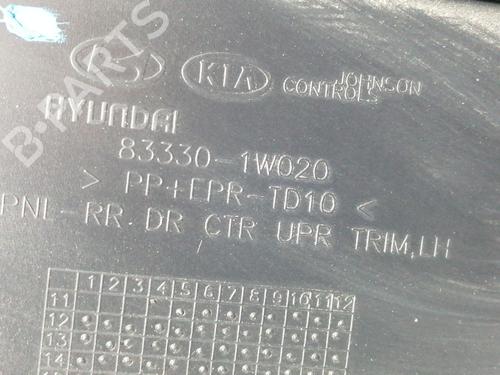 B-PARTS
KIA JOHNSON
CONTROLS
HYUNDAI
83330-1W020
> PP+EPR-TD10 <
PNL-RR DR CTR UPR TRIM,LH
1 2 3 4 5 6 7 8 9 10 11 12
11
12
13
14